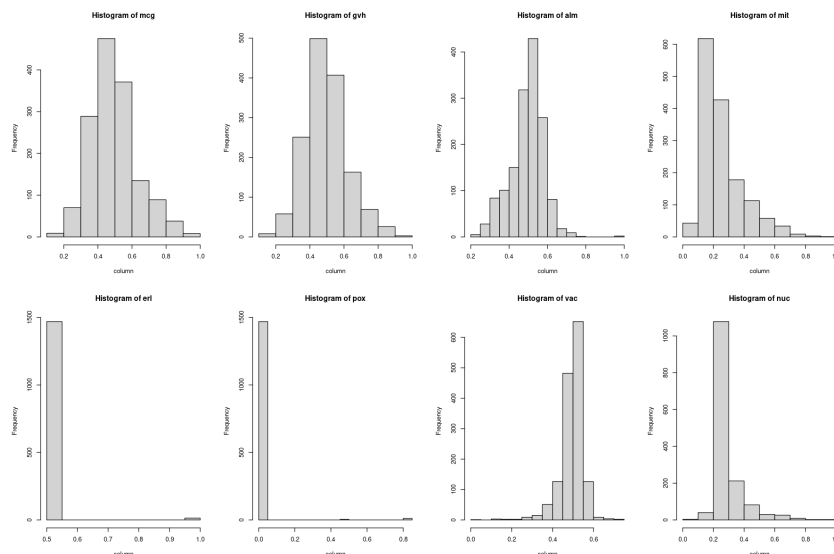 Histogram of mcg
Frequency
0 100 200 300 400
0.2 0.4 0.6 0.8 1.0
column
Histogram of gvh
Frequency
0 100 200 300 400 500
0.2 0.4 0.6 0.8 1.0
column
Histogram of alm
Frequency
0 100 200 300 400
0.2 0.4 0.6 0.8 1.0
column
Histogram of mit
Frequency
0 100 200 300 400 500 600
0.0 0.2 0.4 0.6 0.8 1.0
column
Histogram of erl
Frequency
0 500 1000 1500
0.5 0.6 0.7 0.8 0.9 1.0
column
Histogram of pox
Frequency
0 500 1000 1500
0.0 0.2 0.4 0.6 0.8
column
Histogram of vac
Frequency
0 100 200 300 400 500 600
0.0 0.2 0.4 0.6
column
Histogram of nuc
Frequency
0 200 400 600 800 1000
0.0 0.2 0.4 0.6 0.8 1.0
column